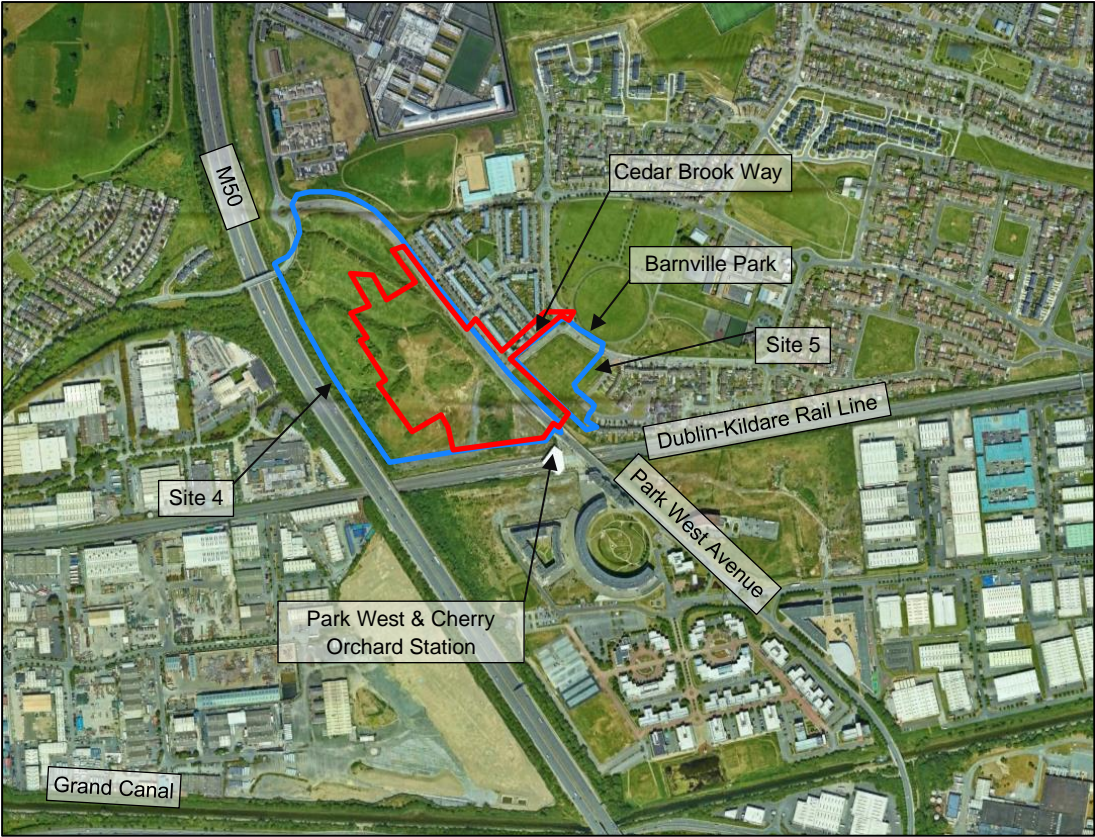 M50
Cedar Brook Way
Barnville Park
Site 5
Dublin-Kildare Rail Line
Site 4
Park West Avenue
Park West & Cherry
Orchard Station
Grand Canal